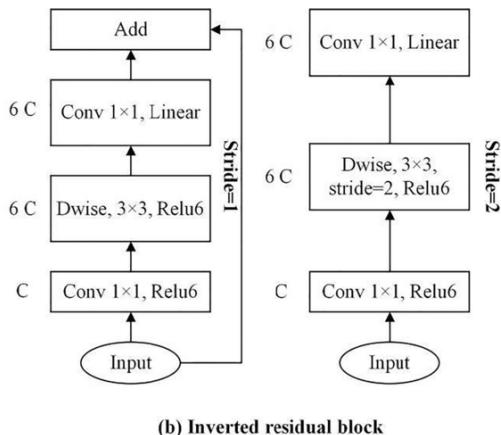 Add
6 C
Conv 1×1, Linear
6 C
Dwise, 3×3, Relu6
C
Conv 1×1, Relu6
Input
Stride=1
6 C
Conv 1×1, Linear
6 C
Dwise, 3×3,
stride=2, Relu6
C
Conv 1×1, Relu6
Input
Stride=2
(b) Inverted residual block